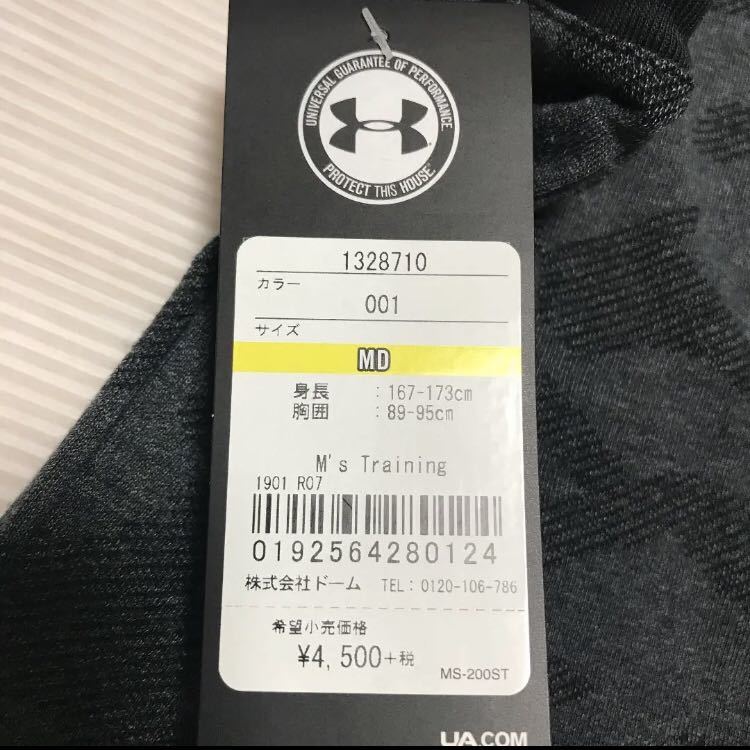 UNIVERSAL GUARANTEE OF PERFORMANCE
PROTECT THIS HOUSE
1328710
カラー
001
サイズ
MD
身長 : 167-173cm
胸囲 : 89-95cm
M's Training
1901 R07
0192564280124
株式会社ドーム TEL: 0120-106-786
希望小売価格
¥4,500+税
MS-200ST
UA.COM